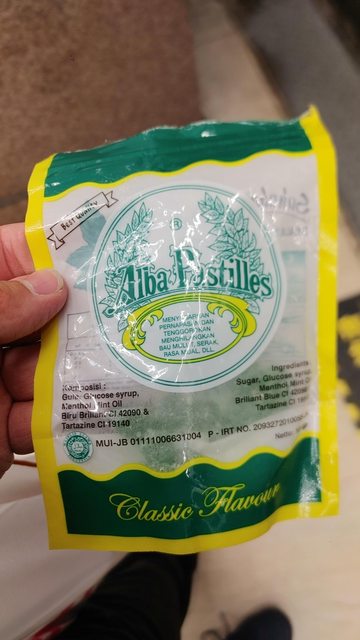 Best Quality
®
Alba Pastilles
MENYEGARKAN
PERNAPASAN DAN
TENGGOROKAN
MENGHILANGKAN
BAU MULUT, SERAK,
RASA MUAL, DLL.
Komposisi :
Gula, Glucose syrup,
Menthol, Mint Oil
Biru Brilliant CI 42090 &
Tartazine CI 19140
Ingredients
Sugar, Glucose syrup,
Menthol, Mint Oil
Brilliant Blue CI 42090
Tartazine CI
MUI-JB 01111006631004 P - IRT NO.
Netto
Classic Flavour